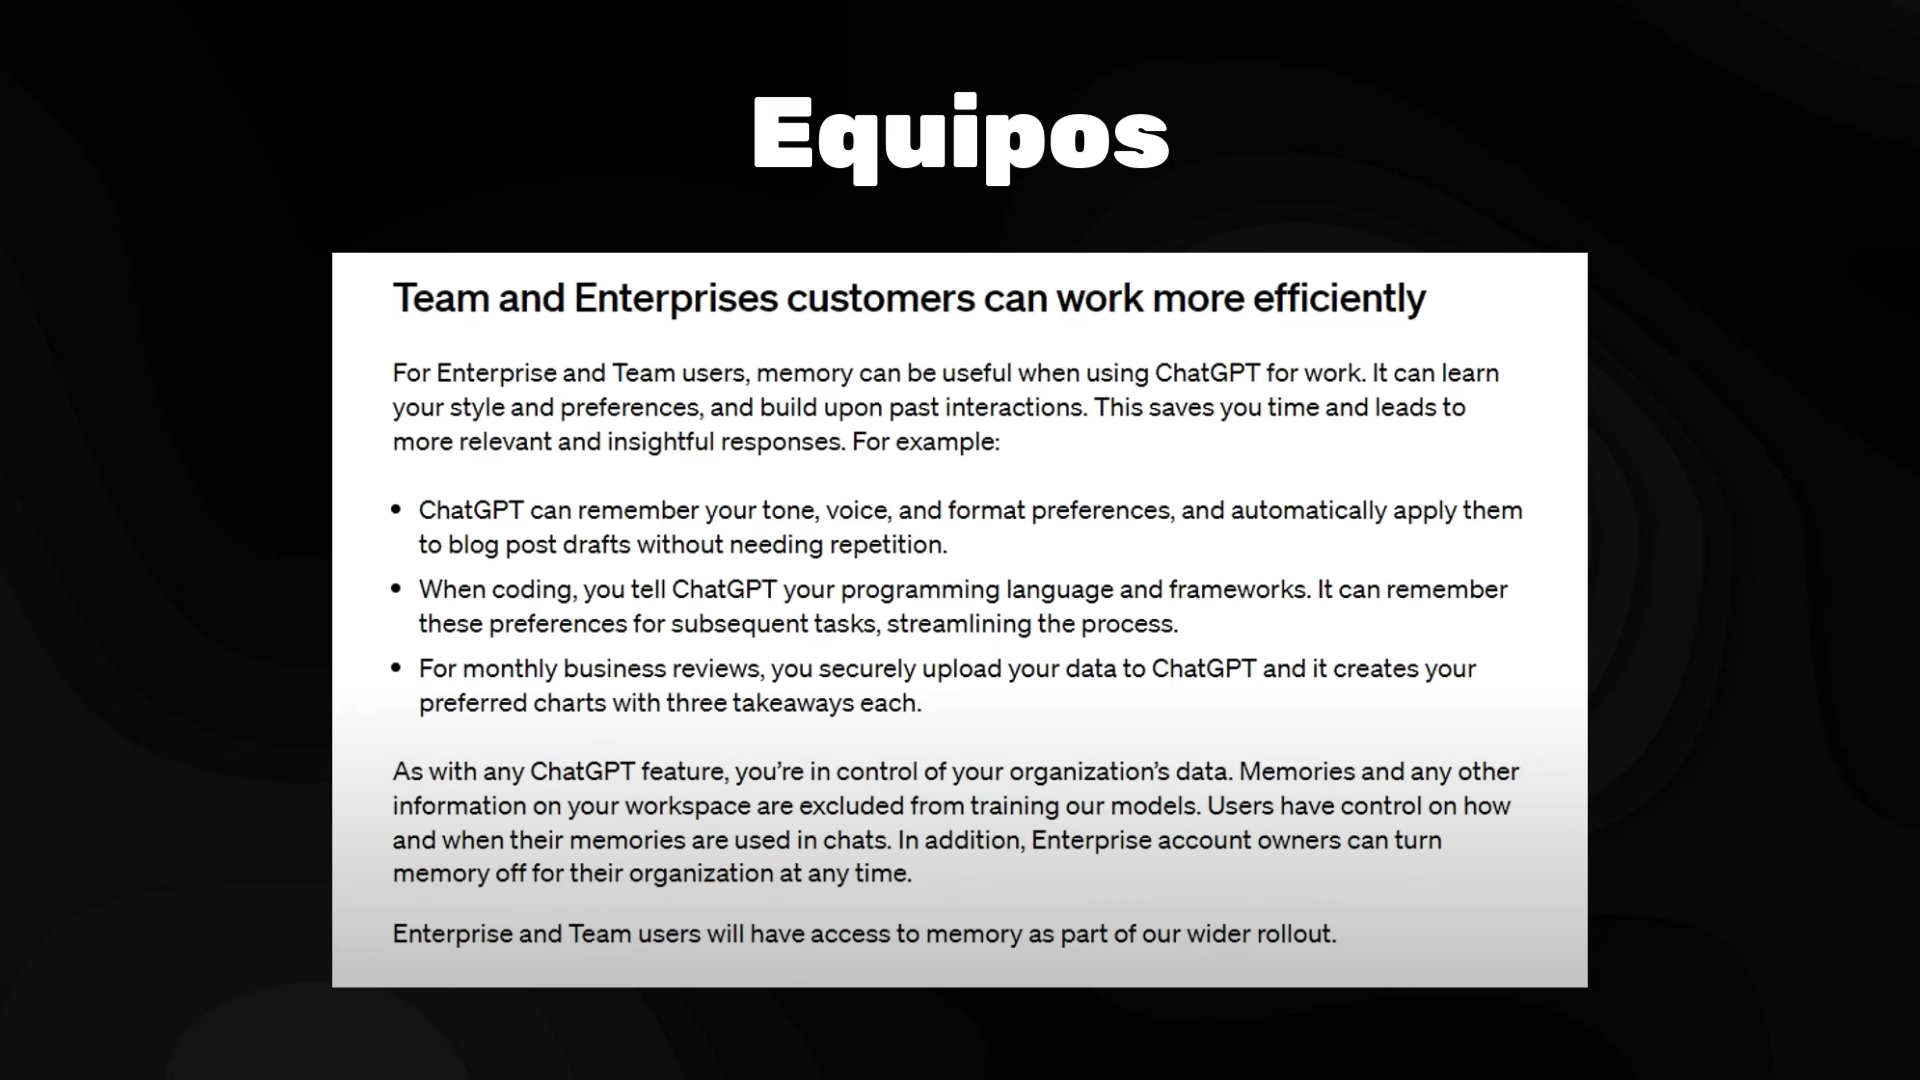 Equipos
Team and Enterprises customers can work more efficiently
For Enterprise and Team users, memory can be useful when using ChatGPT for work. It can learn
your style and preferences, and build upon past interactions. This saves you time and leads to
more relevant and insightful responses. For example:
• ChatGPT can remember your tone, voice, and format preferences, and automatically apply them
to blog post drafts without needing repetition.
• When coding, you tell ChatGPT your programming language and frameworks. It can remember
these preferences for subsequent tasks, streamlining the process.
• For monthly business reviews, you securely upload your data to ChatGPT and it creates your
preferred charts with three takeaways each.
As with any ChatGPT feature, you’re in control of your organization’s data. Memories and any other
information on your workspace are excluded from training our models. Users have control on how
and when their memories are used in chats. In addition, Enterprise account owners can turn
memory off for their organization at any time.
Enterprise and Team users will have access to memory as part of our wider rollout.